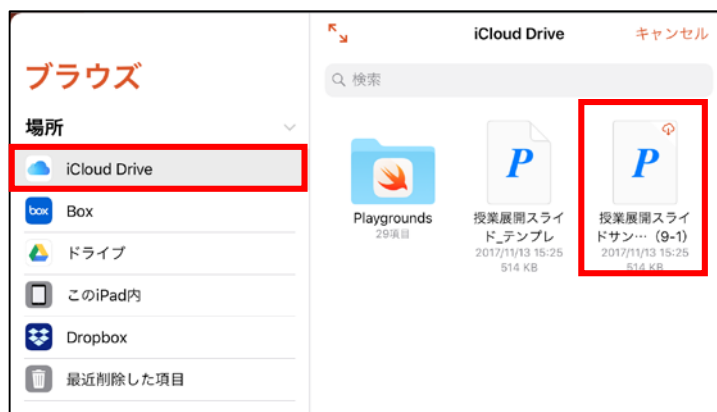 ブラウズ
場所
iCloud Drive
box
Box
ドライブ
このiPad内
Dropbox
最近削除した項目
iCloud Drive
キャンセル
検索
Playgrounds
29項目
P
授業展開スライ
ド_テンプレ
2017/11/13 15:25
514 KB
P
授業展開スライ
ドサン…（9-1）
2017/11/13 15:25
514 KB